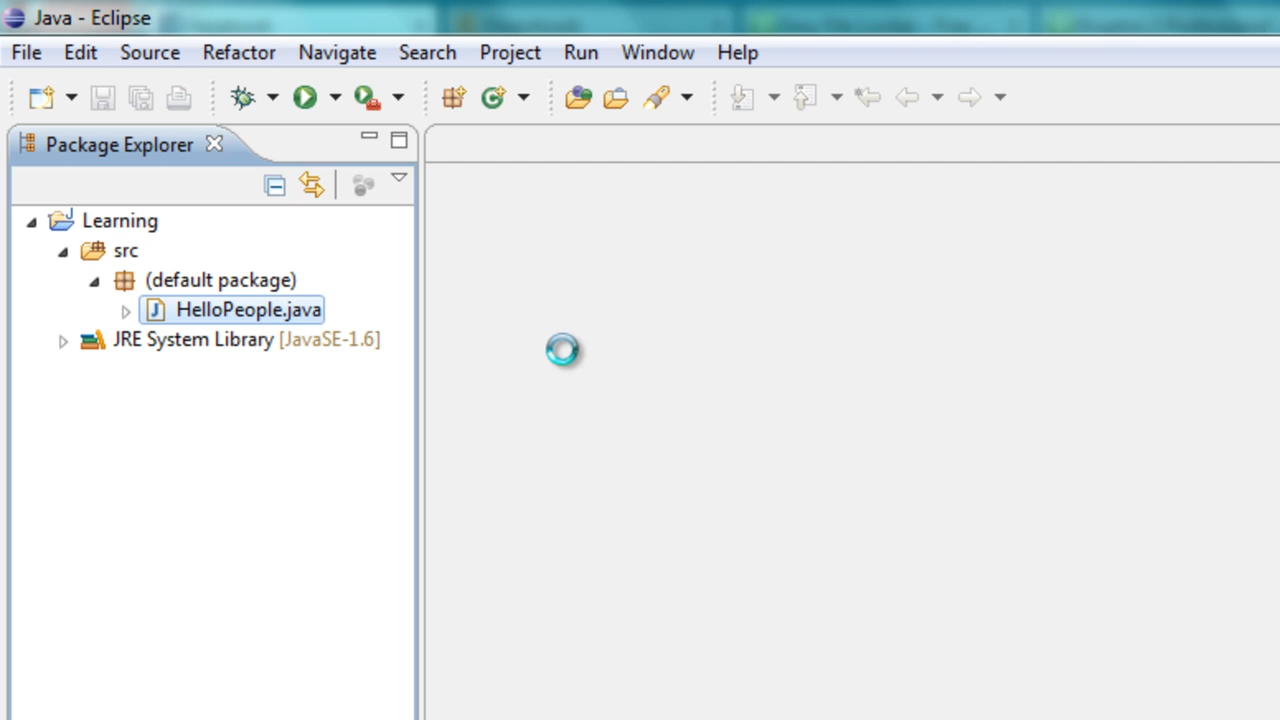 Java - Eclipse
File Edit Source Refactor Navigate Search Project Run Window Help
Package Explorer
Learning
src
(default package)
HelloPeople.java
JRE System Library [JavaSE-1.6]